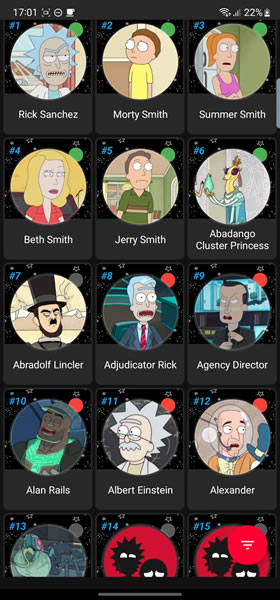 17:01 22%
#1 #2 #3
Rick Sanchez Morty Smith Summer Smith
#4 #5 #6
Beth Smith Jerry Smith Abadango
Cluster Princess
#7 #8 #9
Abradolf Lincler Adjudicator Rick Agency Director
#10 #11 #12
Alan Rails Albert Einstein Alexander
#13 #14 #15